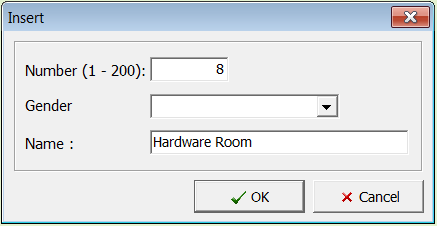 Insert
Number (1 - 200): 8
Gender
Name : Hardware Room
OK Cancel